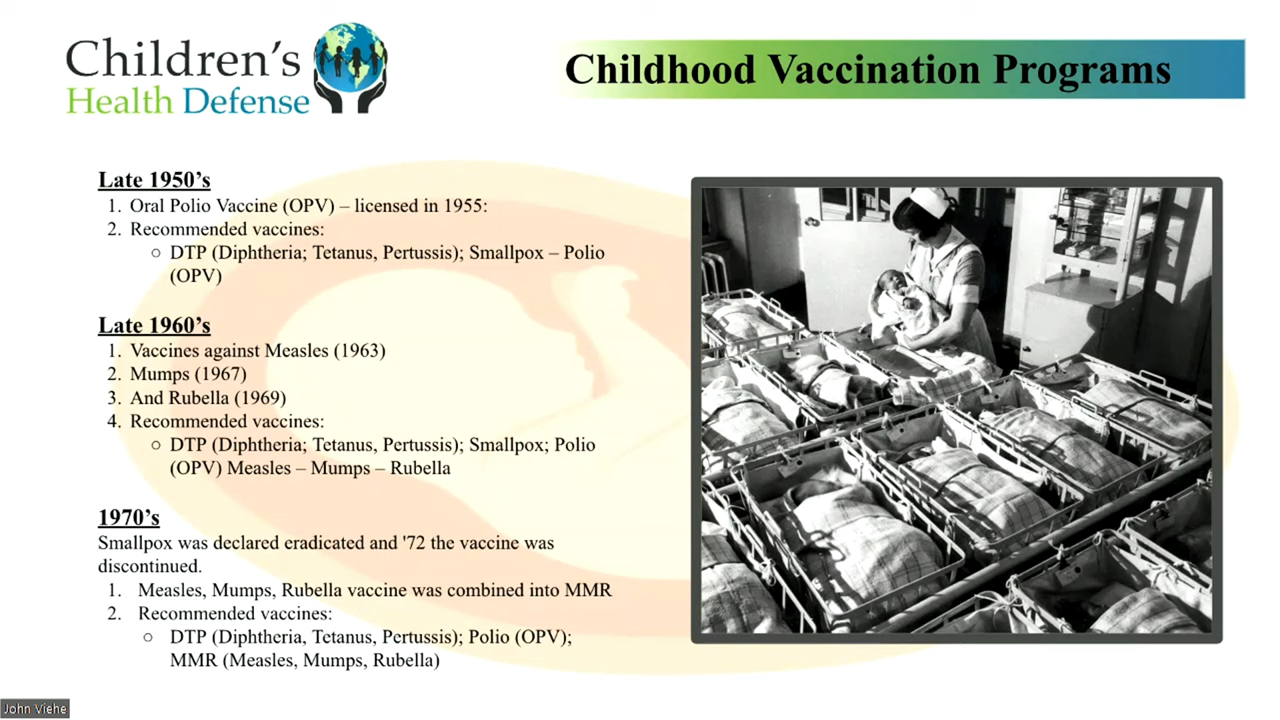 Children's
Health Defense
Childhood Vaccination Programs
Late 1950's
1. Oral Polio Vaccine (OPV) – licensed in 1955:
2. Recommended vaccines:
○ DTP (Diphtheria; Tetanus, Pertussis); Smallpox – Polio
(OPV)
Late 1960's
1. Vaccines against Measles (1963)
2. Mumps (1967)
3. And Rubella (1969)
4. Recommended vaccines:
○ DTP (Diphtheria; Tetanus, Pertussis); Smallpox; Polio
(OPV) Measles – Mumps – Rubella
1970's
Smallpox was declared eradicated and '72 the vaccine was
discontinued.
1. Measles, Mumps, Rubella vaccine was combined into MMR
2. Recommended vaccines:
○ DTP (Diphtheria, Tetanus, Pertussis); Polio (OPV);
MMR (Measles, Mumps, Rubella)
John Viehe